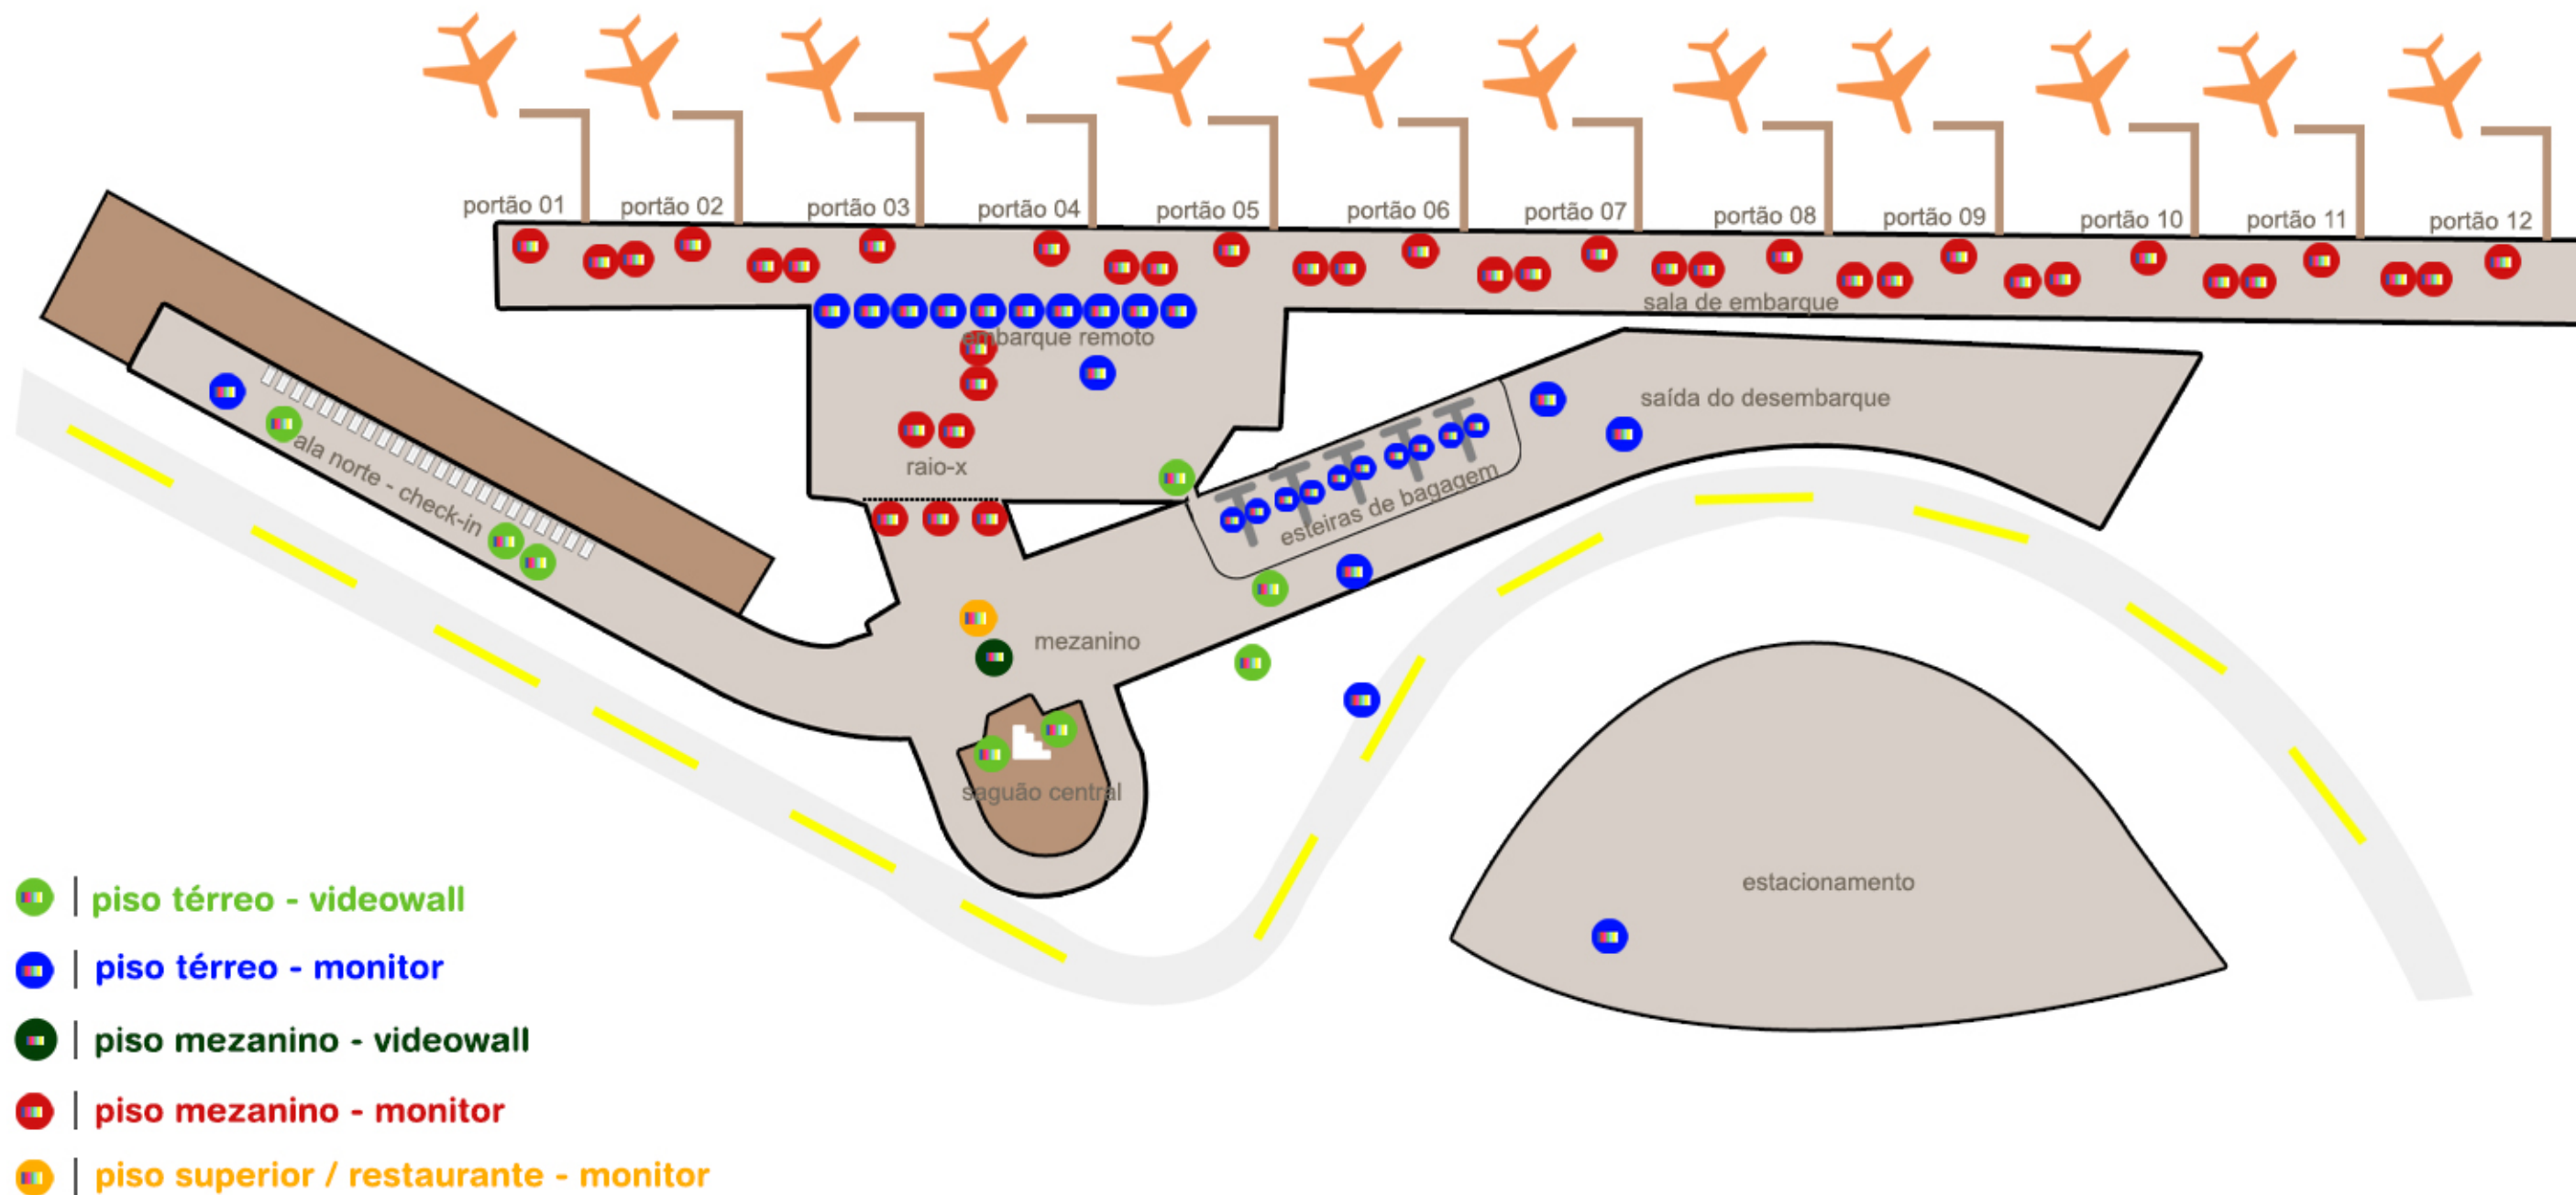 portão 01
portão 02
portão 03
portão 04
portão 05
portão 06
portão 07
portão 08
portão 09
portão 10
portão 11
portão 12
sala de embarque
embarque remoto
saída do desembarque
raio-x
esteiras de bagagem
ala norte - check-in
mezanino
saguão central
estacionamento
piso térreo - videowall
piso térreo - monitor
piso mezanino - videowall
piso mezanino - monitor
piso superior / restaurante - monitor